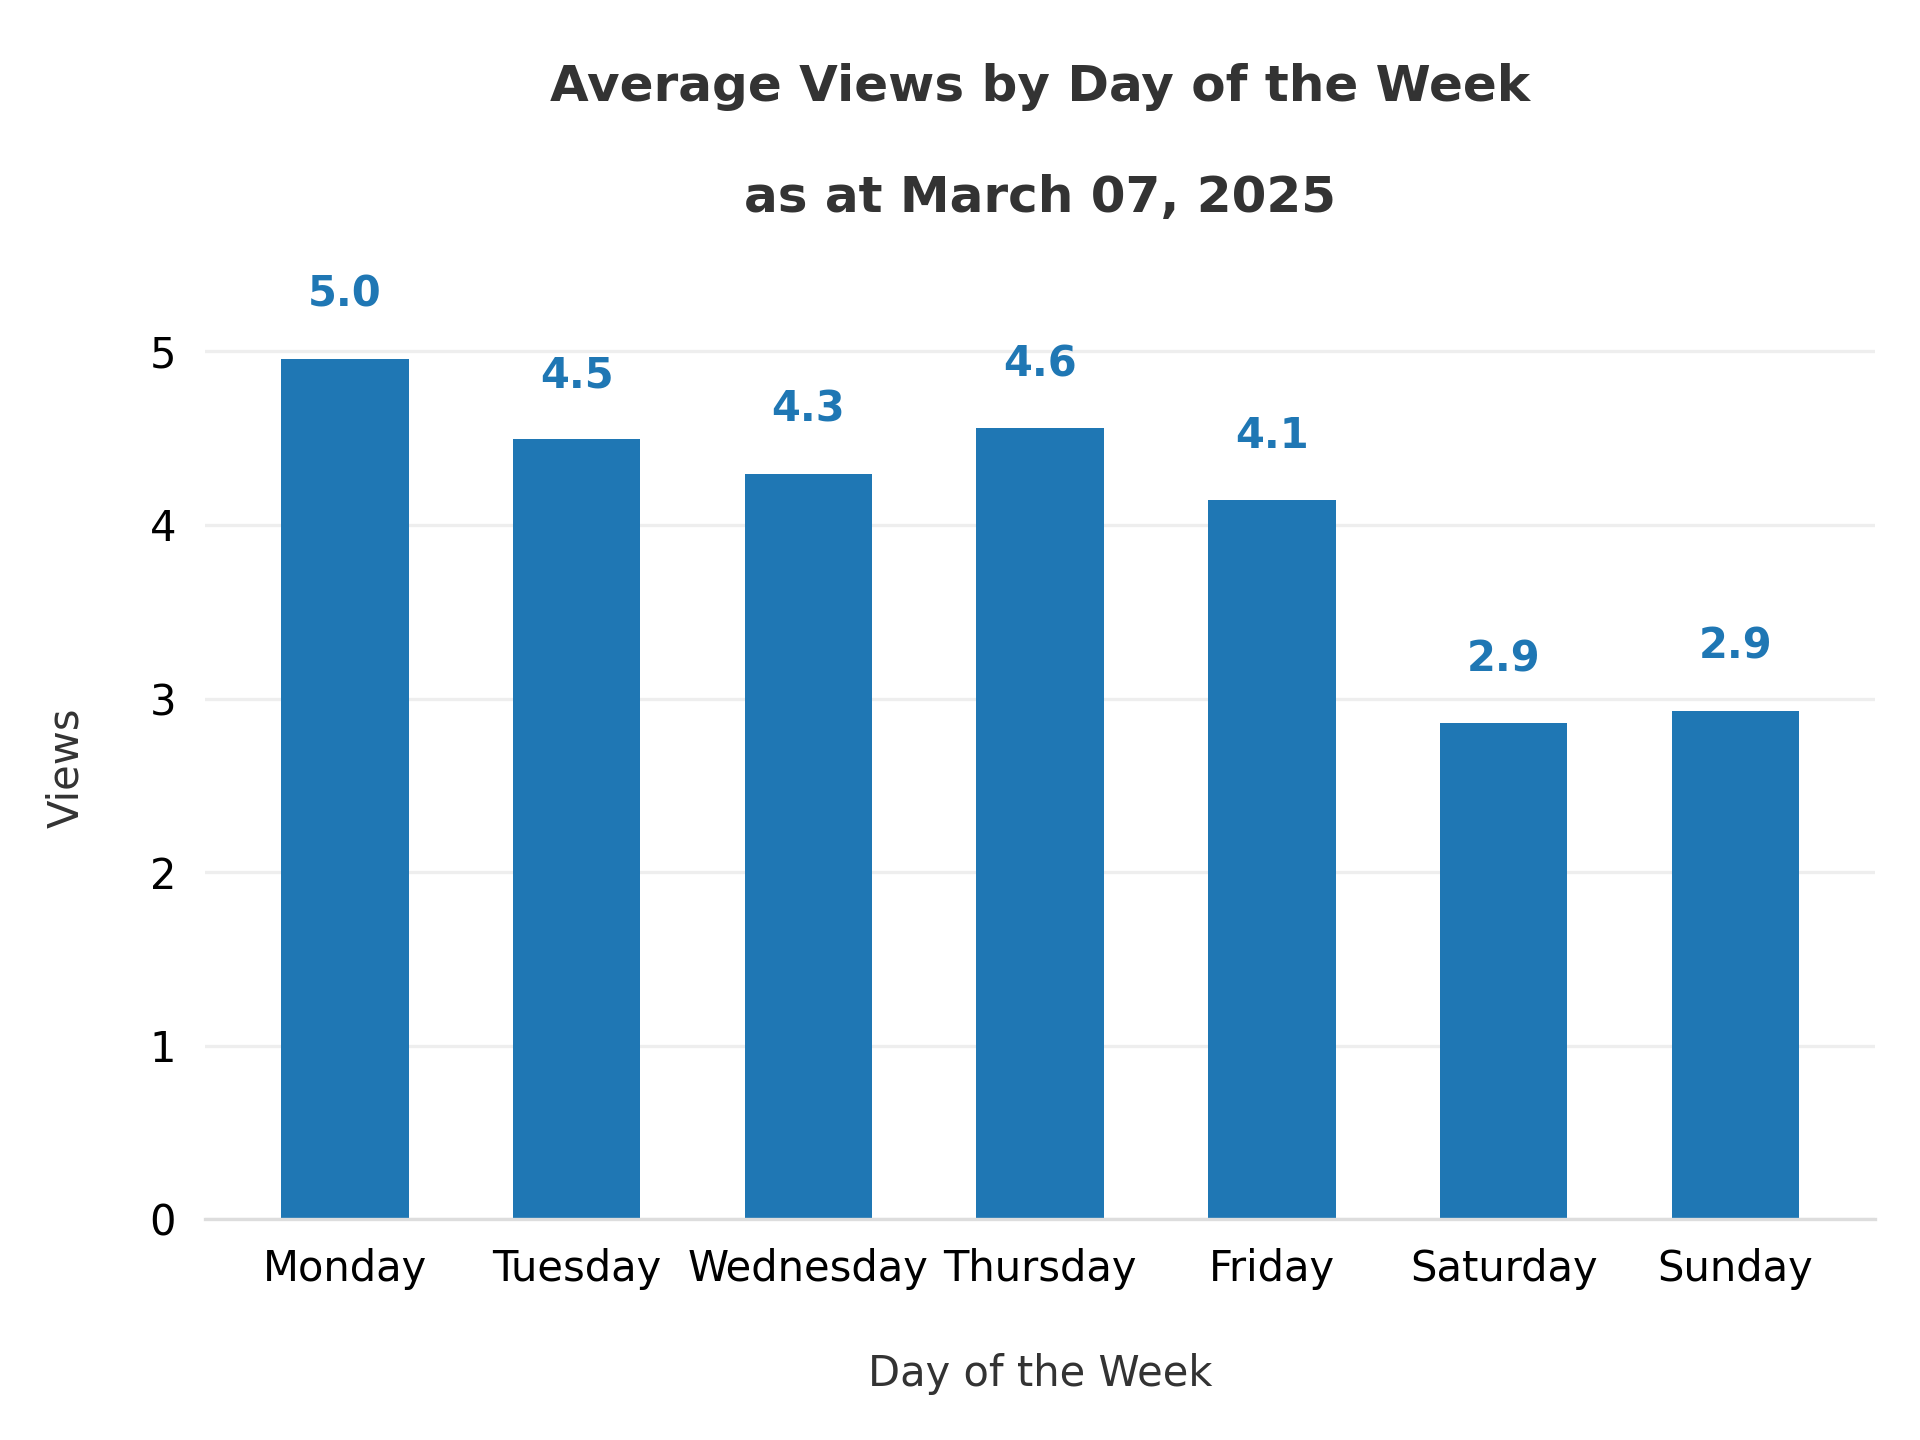 Average Views by Day of the Week
as at March 07, 2025
5.0
4.5
4.3
4.6
4.1
2.9
2.9
5
4
3
2
1
0
Views
Monday Tuesday Wednesday Thursday Friday Saturday Sunday
Day of the Week